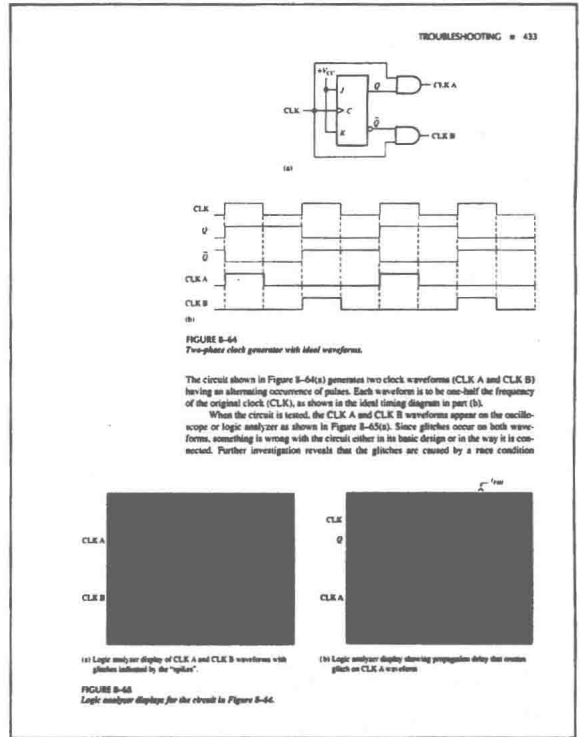 TROUBLESHOOTING ■ 433
+VCC
J
Q
CLK A
CLK
C
K
Q̄
CLK B
(a)
CLK
Q
Q̄
CLK A
CLK B
(b)
FIGURE 8–64
Two-phase clock generator with ideal waveforms.
The circuit shown in Figure 8–64(a) generates two clock waveforms (CLK A and CLK B)
having an alternating occurrence of pulses. Each waveform is to be one-half the frequency
of the original clock (CLK), as shown in the ideal timing diagram in part (b).
When the circuit is tested, the CLK A and CLK B waveforms appear on the oscillo-
scope or logic analyzer as shown in Figure 8–65(a). Since glitches occur on both wave-
forms, something is wrong with the circuit either in its basic design or in the way it is con-
nected. Further investigation reveals that the glitches are caused by a race condition
CLK A
CLK B
(a) Logic analyzer display of CLK A and CLK B waveforms with
glitches indicated by the "spikes".
tPHL
CLK
Q
CLK A
(b) Logic analyzer display showing propagation delay that creates
glitch on CLK A waveform
FIGURE 8–65
Logic analyzer displays for the circuit in Figure 8–64.